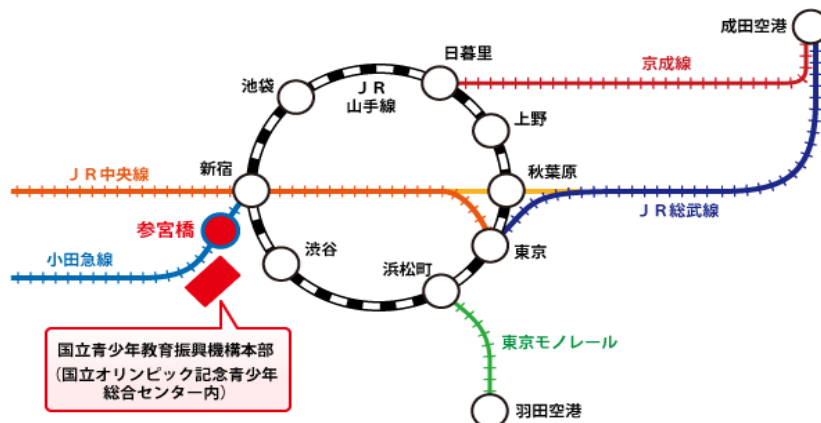 成田空港
日暮里
京成線
池袋
ＪＲ
山手線
上野
新宿
秋葉原
ＪＲ中央線
ＪＲ総武線
参宮橋
渋谷
東京
小田急線
浜松町
国立青少年教育振興機構本部
（国立オリンピック記念青少年
総合センター内）
東京モノレール
羽田空港